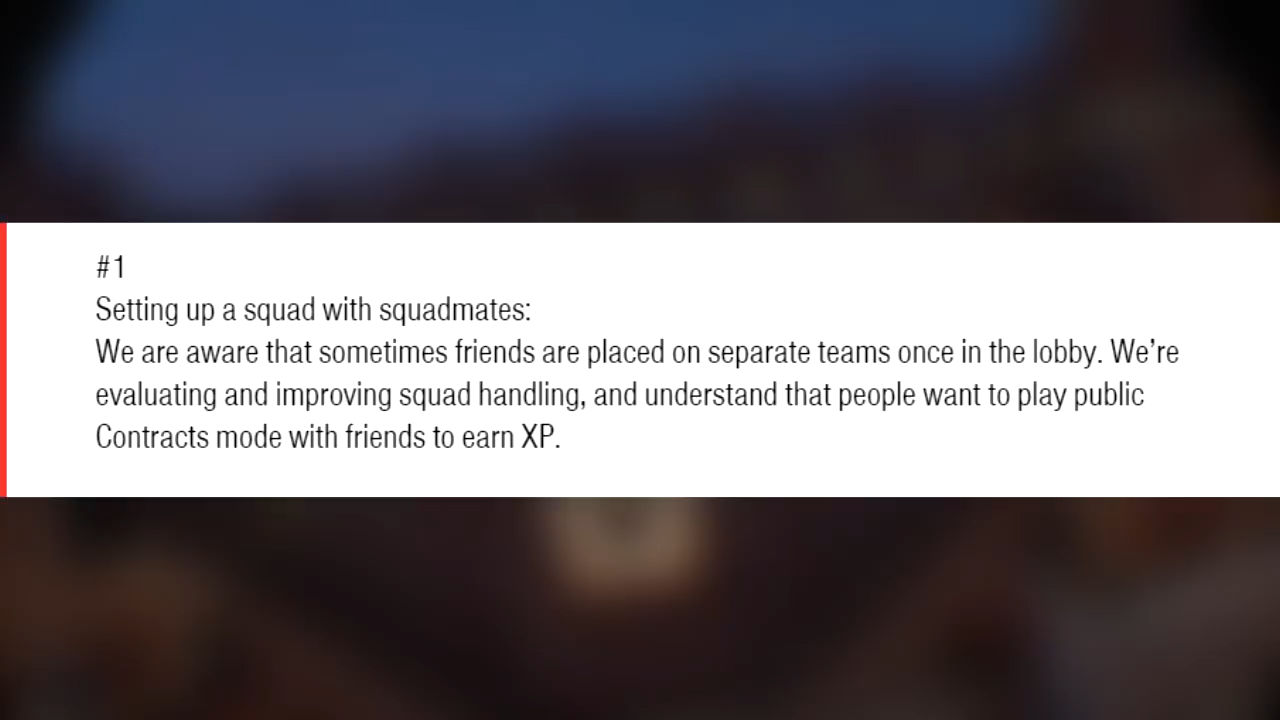 #1
Setting up a squad with squadmates:
We are aware that sometimes friends are placed on separate teams once in the lobby. We’re
evaluating and improving squad handling, and understand that people want to play public
Contracts mode with friends to earn XP.